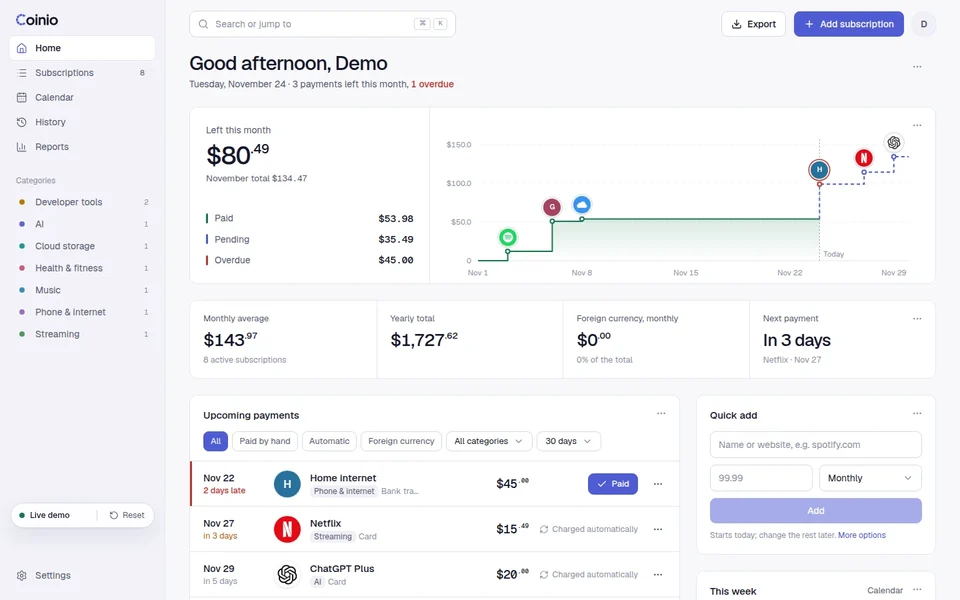 Coinio
Home
Subscriptions 8
Calendar
History
Reports
Categories
Developer tools 2
AI 1
Cloud storage 1
Health & fitness 1
Music 1
Phone & internet 1
Streaming 1
Live demo Reset
Settings
Search or jump to ⌘ K
Export
+ Add subscription
D
Good afternoon, Demo
Tuesday, November 24 · 3 payments left this month, 1 overdue
Left this month
$80.49
November total $134.47
Paid $53.98
Pending $35.49
Overdue $45.00
$150.0
$100.0
$50.0
0
G
H
N
Today
Nov 1 Nov 8 Nov 15 Nov 22 Nov 29
Monthly average
$143.97
8 active subscriptions
Yearly total
$1,727.62
Foreign currency, monthly
$0.00
0% of the total
Next payment
In 3 days
Netflix · Nov 27
Upcoming payments
All Paid by hand Automatic Foreign currency All categories 30 days
Nov 22
2 days late
H
Home Internet
Phone & internet Bank tra…
$45.00
Paid
Nov 27
in 3 days
N
Netflix
Streaming Card
$15.49
Charged automatically
Nov 29
in 5 days
ChatGPT Plus
AI Card
$20.00
Charged automatically
Quick add
Name or website, e.g. spotify.com
99.99 Monthly
Add
Starts today; change the rest later. More options
This week Calendar